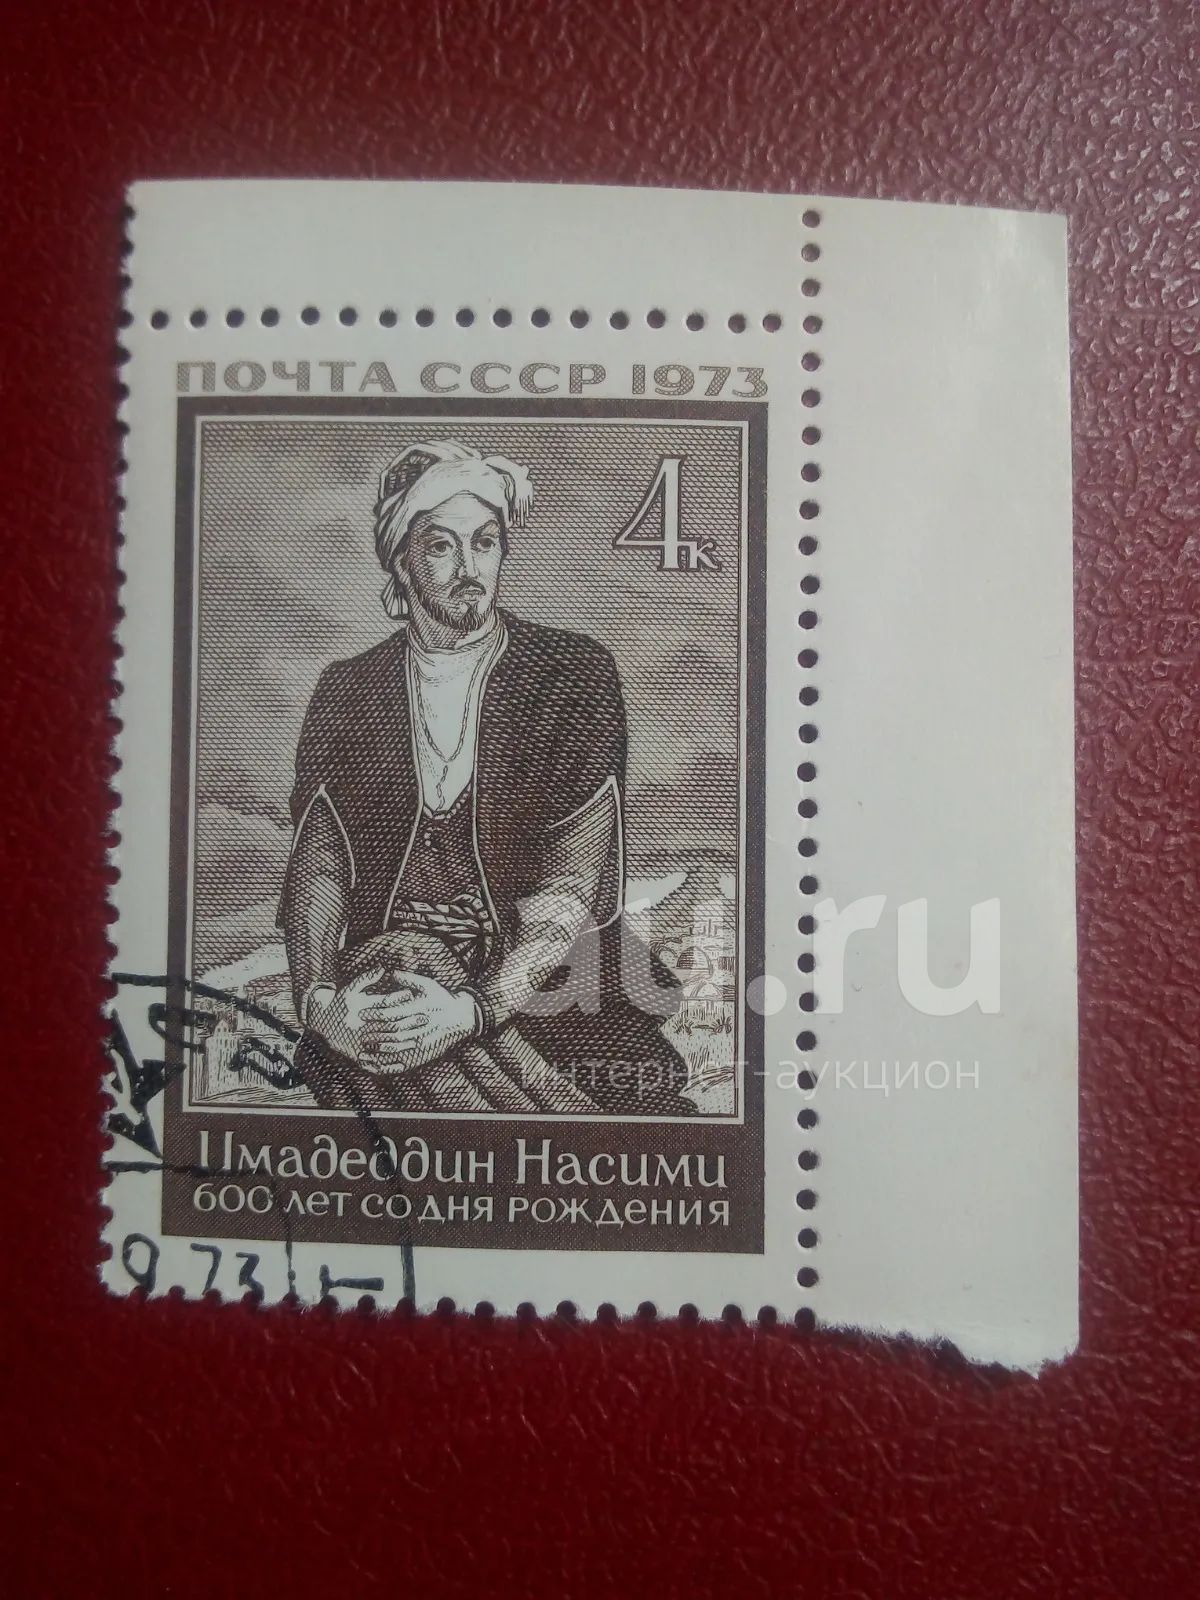 ПОЧТА СССР 1973
4к
au.ru
интернет-аукцион
Имадеддин Насими
600 лет со дня рождения
9 73